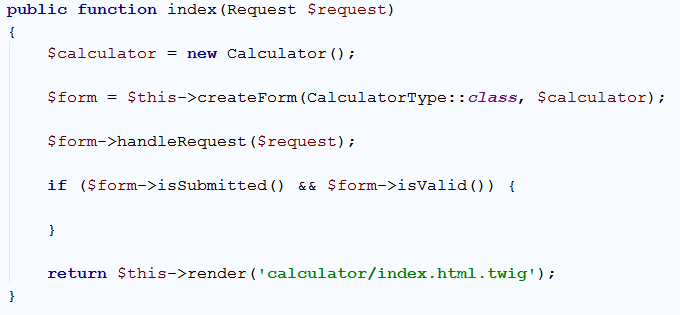 public function index(Request $request)
{
    $calculator = new Calculator();
    $form = $this->createForm(CalculatorType::class, $calculator);
    $form->handleRequest($request);
    if ($form->isSubmitted() && $form->isValid()) {
    }
    return $this->render('calculator/index.html.twig');
}